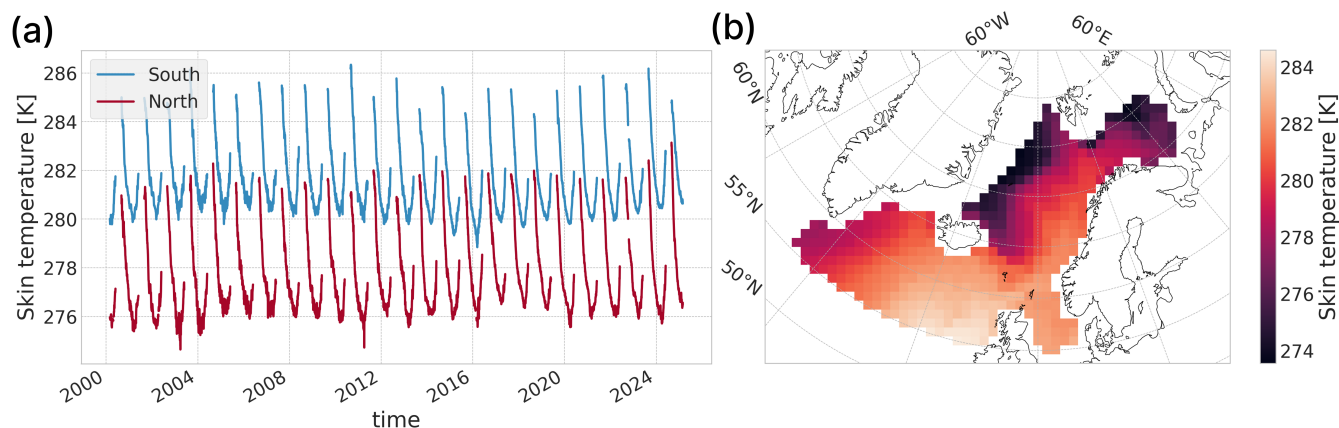 (a)
Skin temperature [K]
286
284
282
280
278
276
South
North
2000
2004
2008
2012
2016
2020
2024
time
(b)
60°W
60°E
60°N
55°N
50°N
284
282
280
278
276
274
Skin temperature [K]